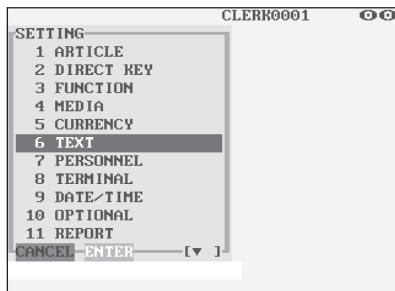 CLERK0001
SETTING
1 ARTICLE
2 DIRECT KEY
3 FUNCTION
4 MEDIA
5 CURRENCY
6 TEXT
7 PERSONNEL
8 TERMINAL
9 DATE/TIME
10 OPTIONAL
11 REPORT
CANCEL ENTER [▼ ]